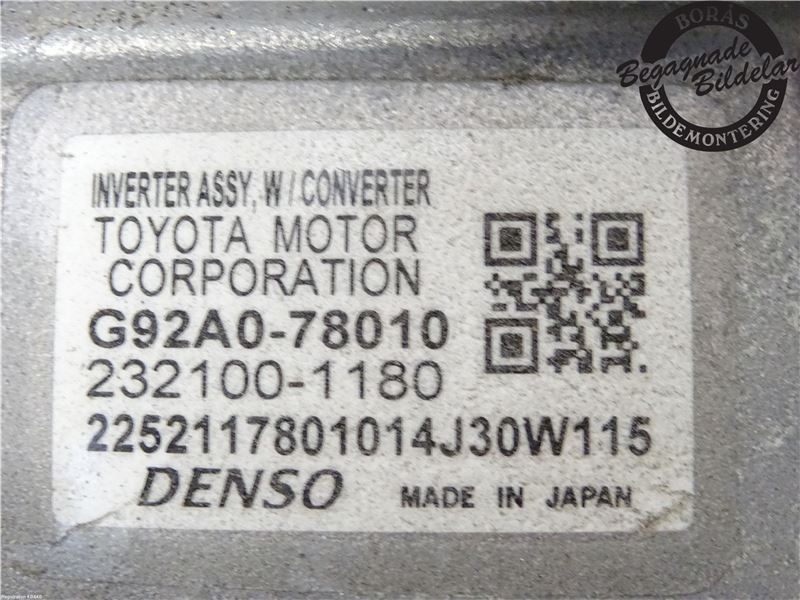 BORÅS
Begagnade
Bildelar
BILDEMONTERING
INVERTER ASSY, W / CONVERTER
TOYOTA MOTOR
CORPORATION
G92A0-78010
232100-1180
2252117801014J30W115
DENSO MADE IN JAPAN